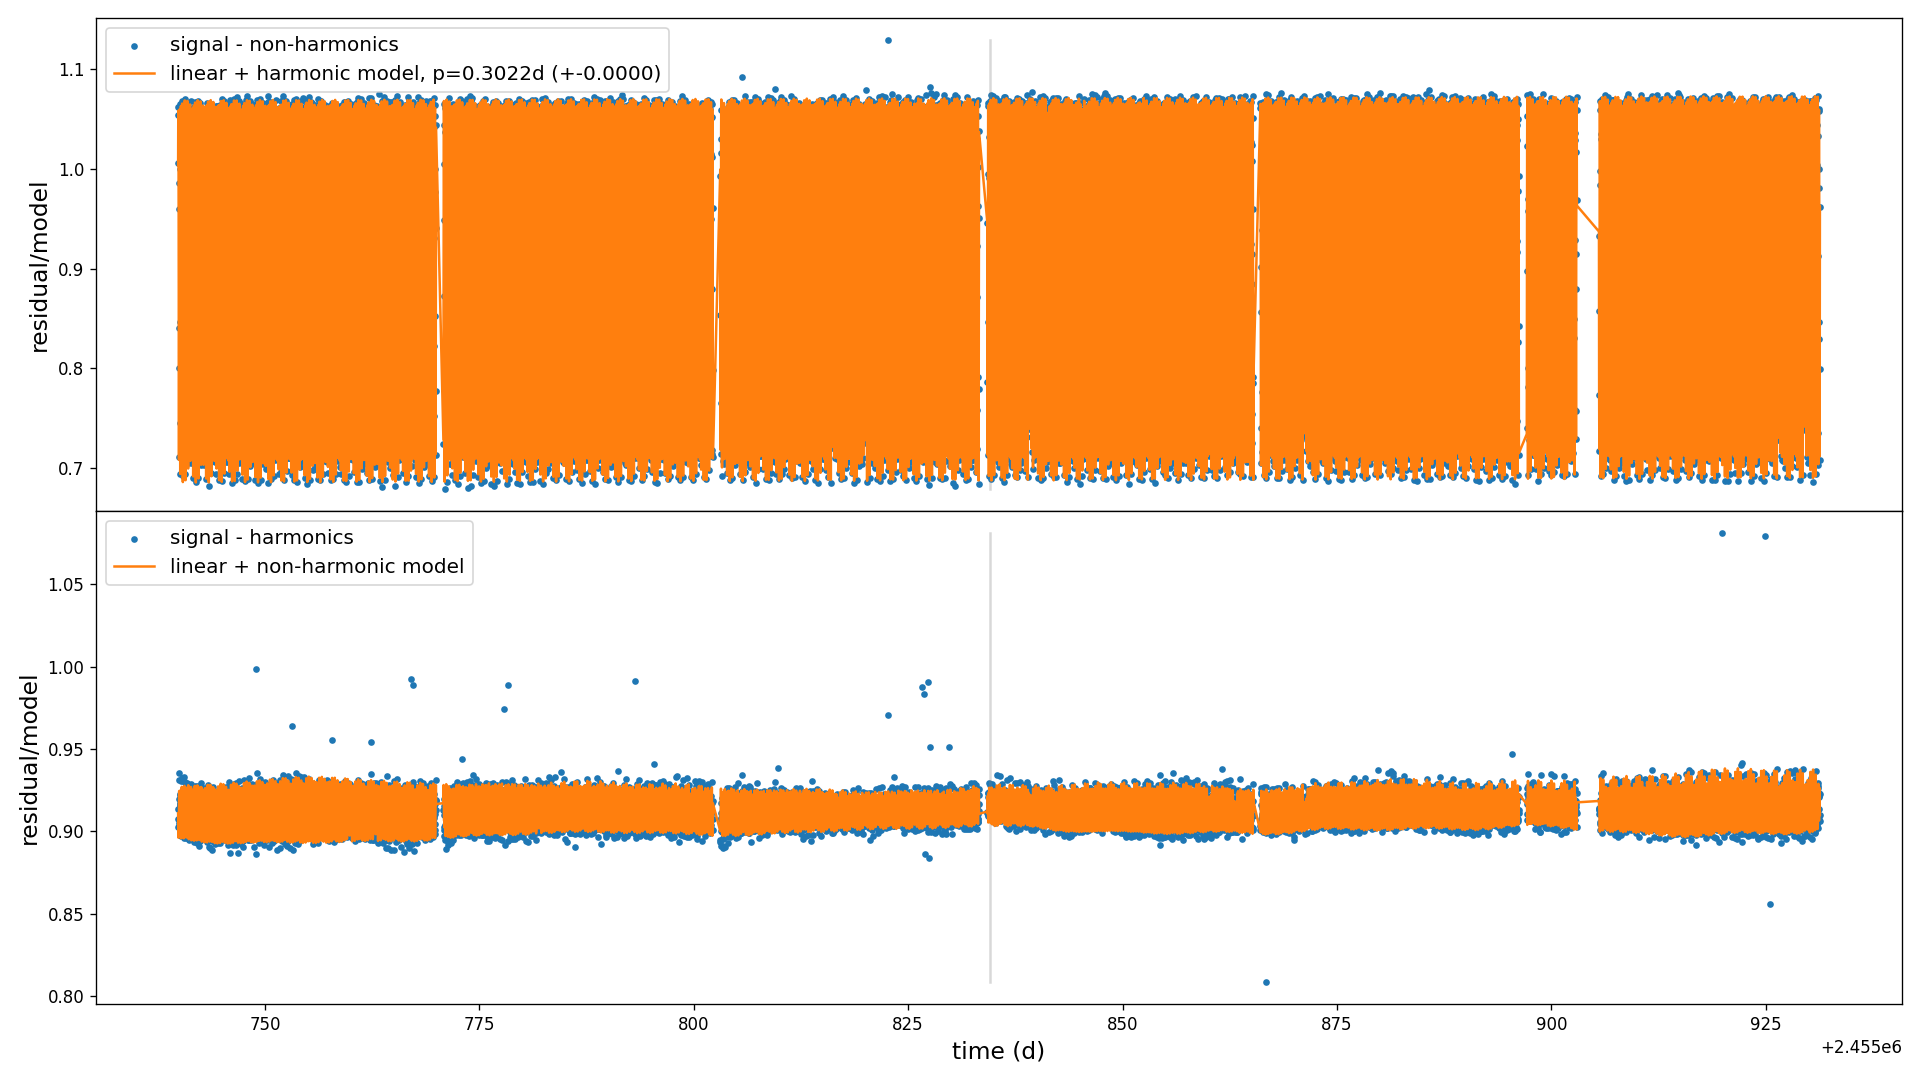 signal - non-harmonics
linear + harmonic model, p=0.3022d (+-0.0000)
1.1
1.0
0.9
0.8
0.7
residual/model
signal - harmonics
linear + non-harmonic model
1.05
1.00
0.95
0.90
0.85
0.80
residual/model
750
775
800
825
850
875
900
925
time (d)
+2.455e6